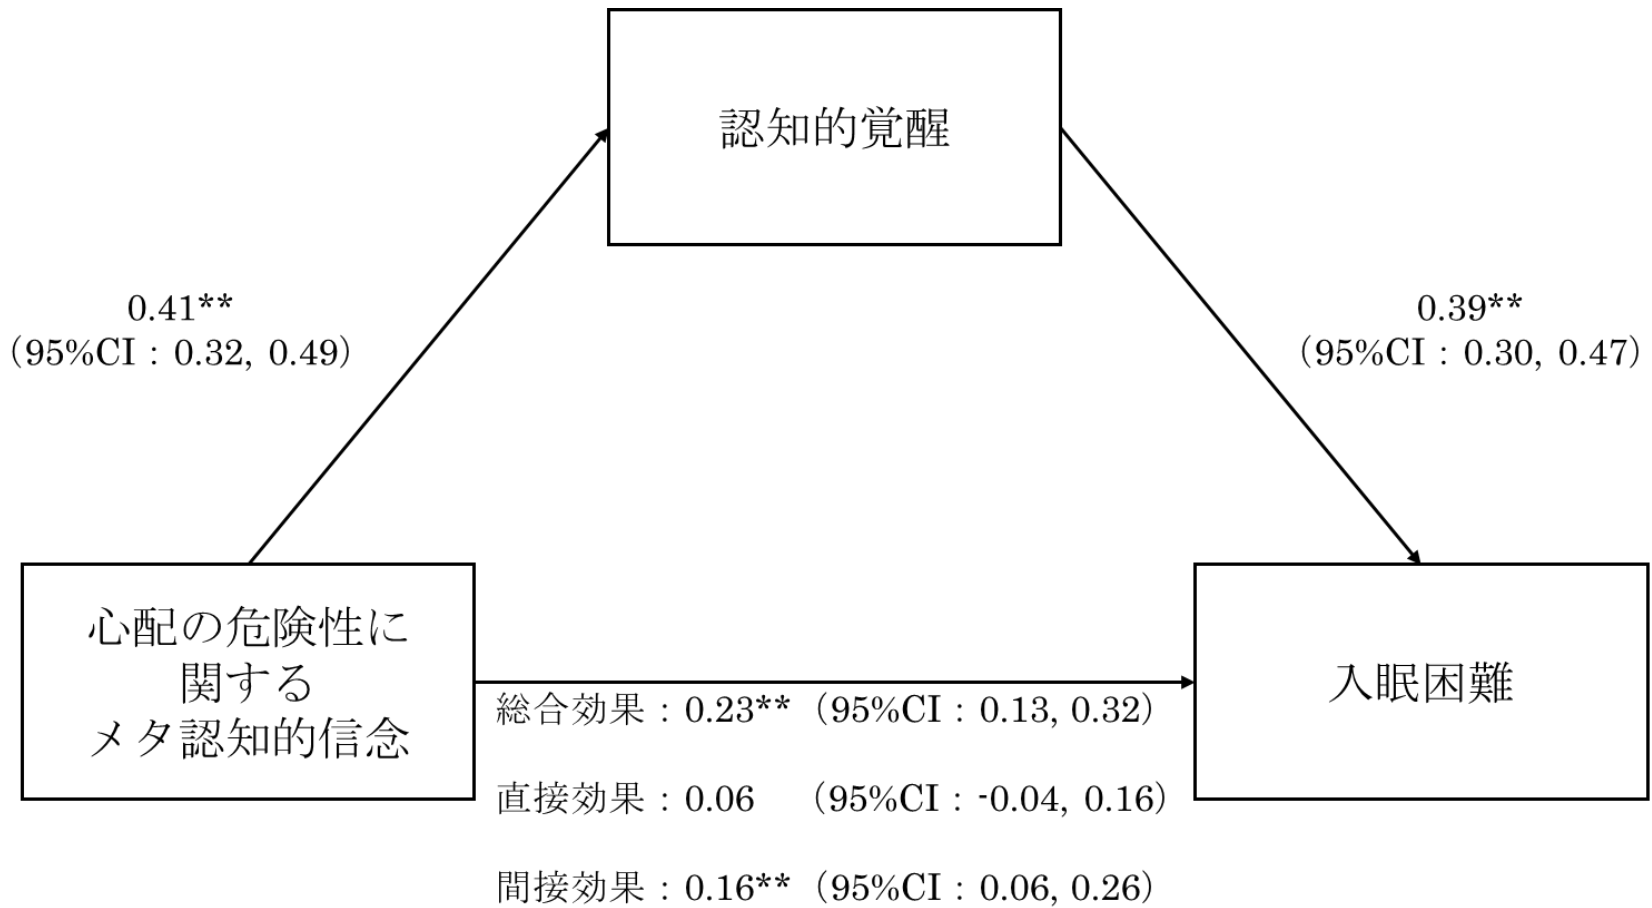 認知的覚醒
0.41**
（95%CI：0.32, 0.49）
0.39**
（95%CI：0.30, 0.47）
心配の危険性に
関する
メタ認知的信念
入眠困難
総合効果：0.23**（95%CI：0.13, 0.32）
直接効果：0.06　（95%CI：-0.04, 0.16）
間接効果：0.16**（95%CI：0.06, 0.26）